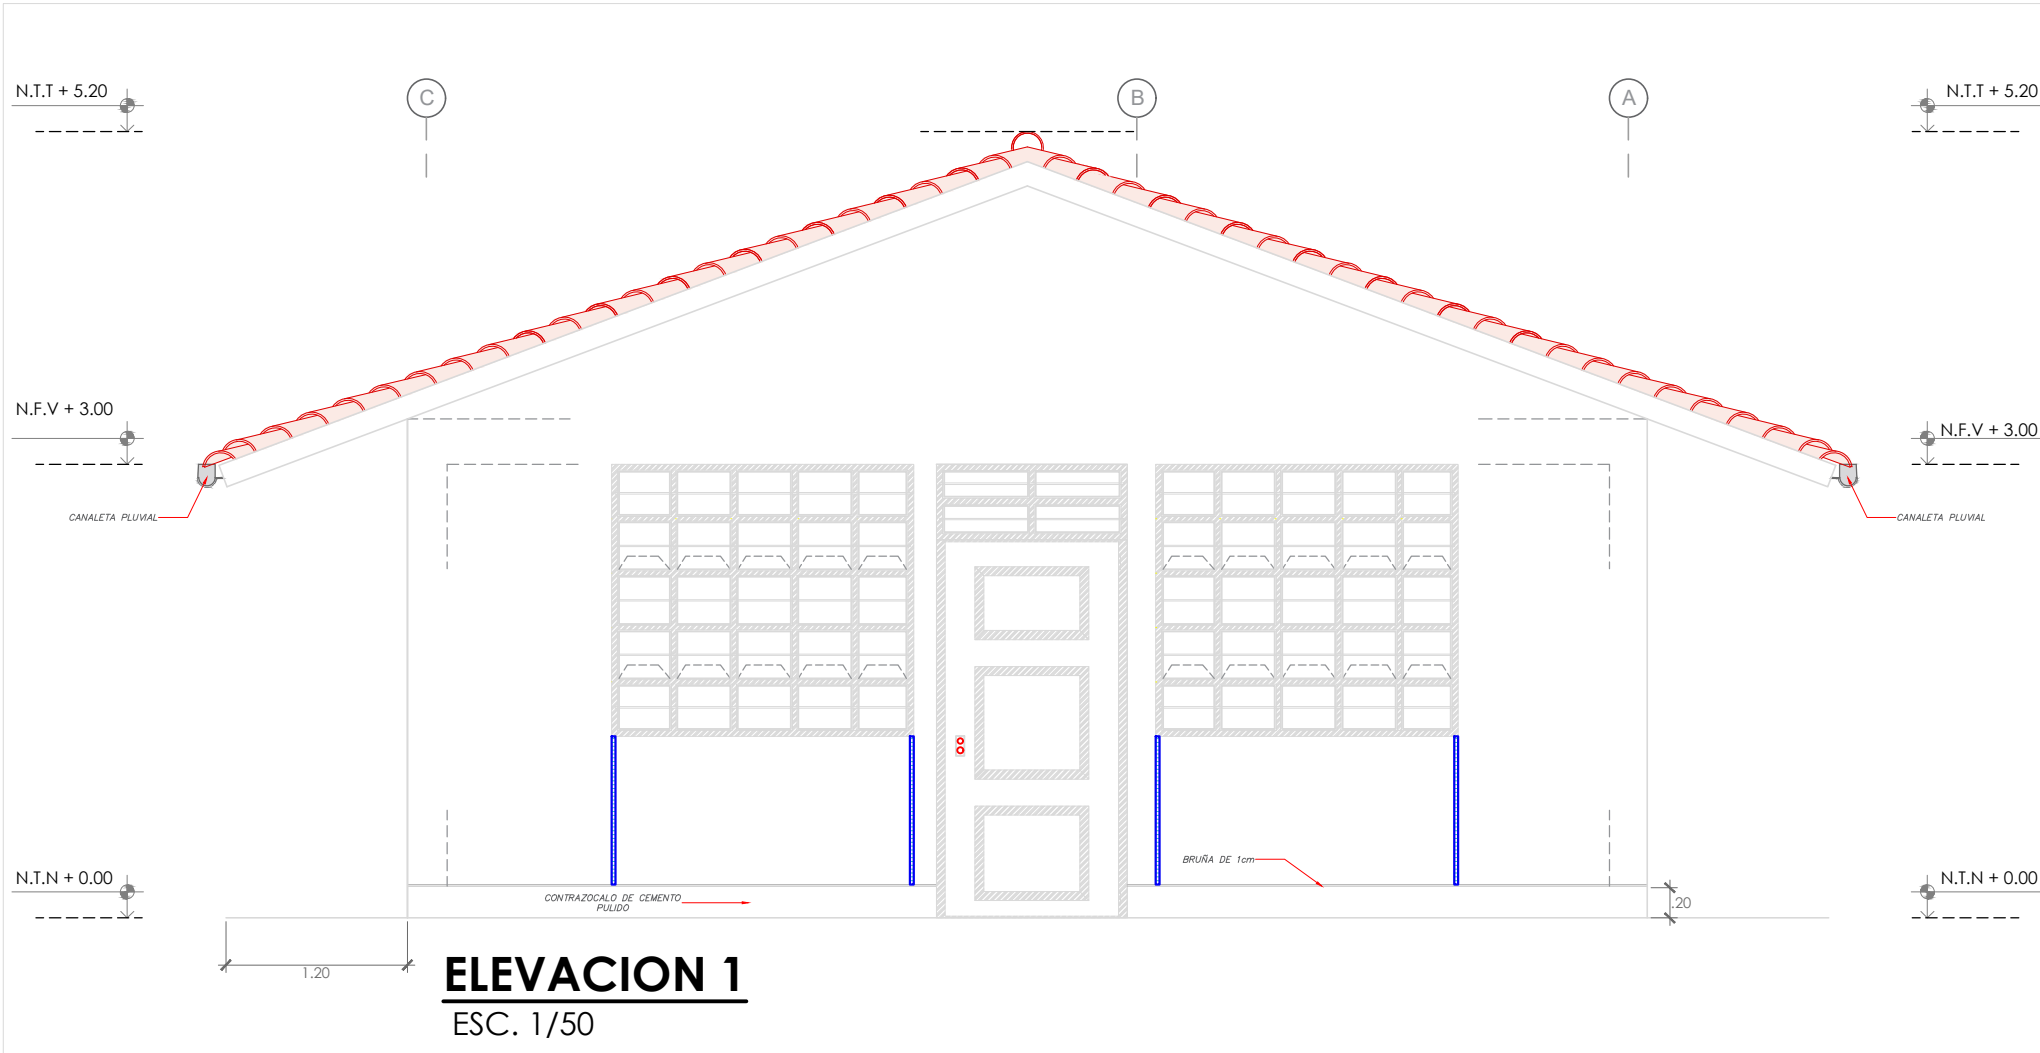 N.T.T + 5.20
C
B
A
N.T.T + 5.20
N.F.V + 3.00
N.F.V + 3.00
CANALETA PLUVIAL
CANALETA PLUVIAL
BRUÑA DE 1cm
N.T.N + 0.00
N.T.N + 0.00
CONTRAZOCALO DE CEMENTO
PULIDO
.20
1.20
ELEVACION 1
ESC. 1/50